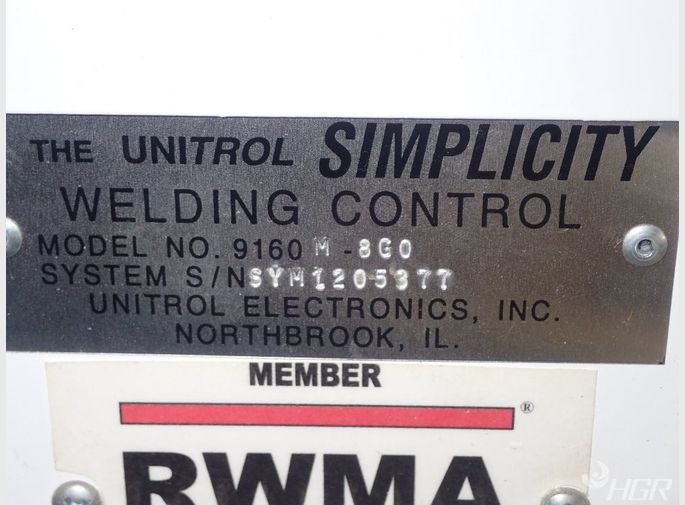 THE UNITROL SIMPLICITY
WELDING CONTROL
MODEL NO. 9160 M -8G0
SYSTEM S/N SYM1205377
UNITROL ELECTRONICS, INC.
NORTHBROOK, IL.
MEMBER
®
RWMA
HGR